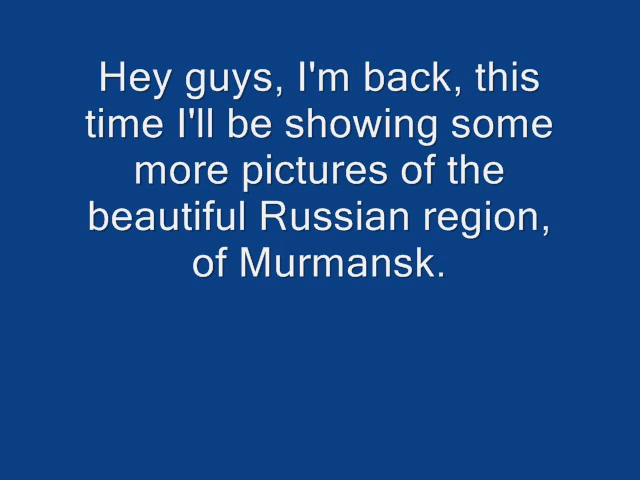 Hey guys, I'm back, this
time I'll be showing some
more pictures of the
beautiful Russian region,
of Murmansk.